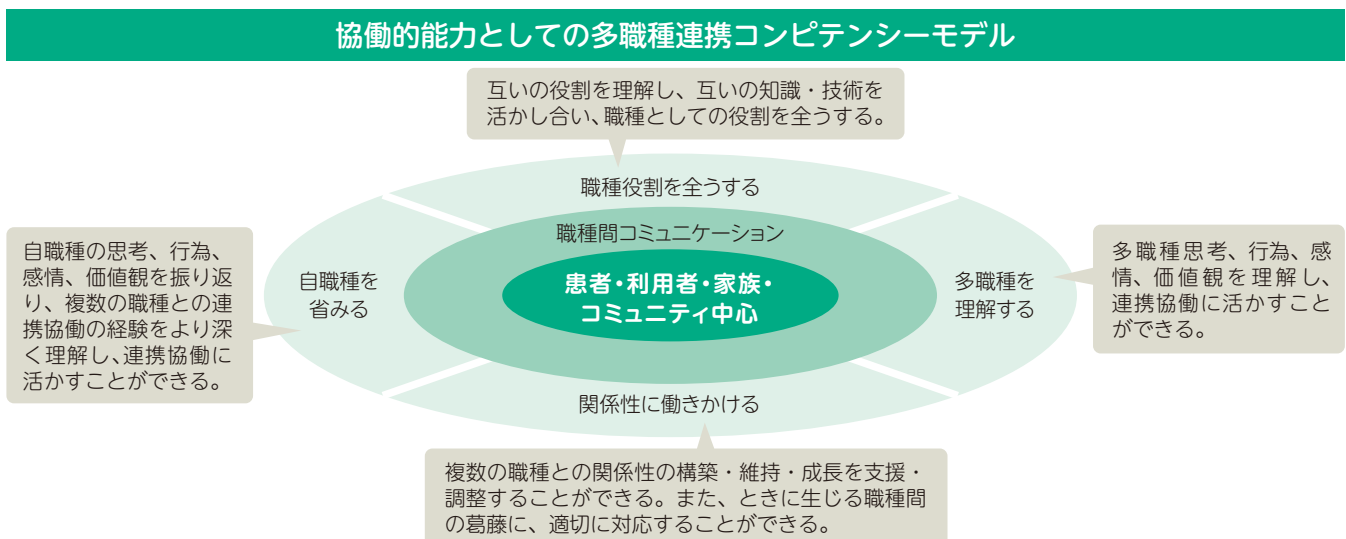 協働的能力としての多職種連携コンピテンシーモデル
互いの役割を理解し、互いの知識・技術を
活かし合い、職種としての役割を全うする。
職種役割を全うする
職種間コミュニケーション
患者・利用者・家族・
コミュニティ中心
自職種の思考、行為、
感情、価値観を振り返
り、複数の職種との連
携協働の経験をより深
く理解し、連携協働に
活かすことができる。
自職種を
省みる
多職種を
理解する
多職種思考、行為、感
情、価値観を理解し、
連携協働に活かすこと
ができる。
関係性に働きかける
複数の職種との関係性の構築・維持・成長を支援・
調整することができる。また、ときに生じる職種間
の葛藤に、適切に対応することができる。